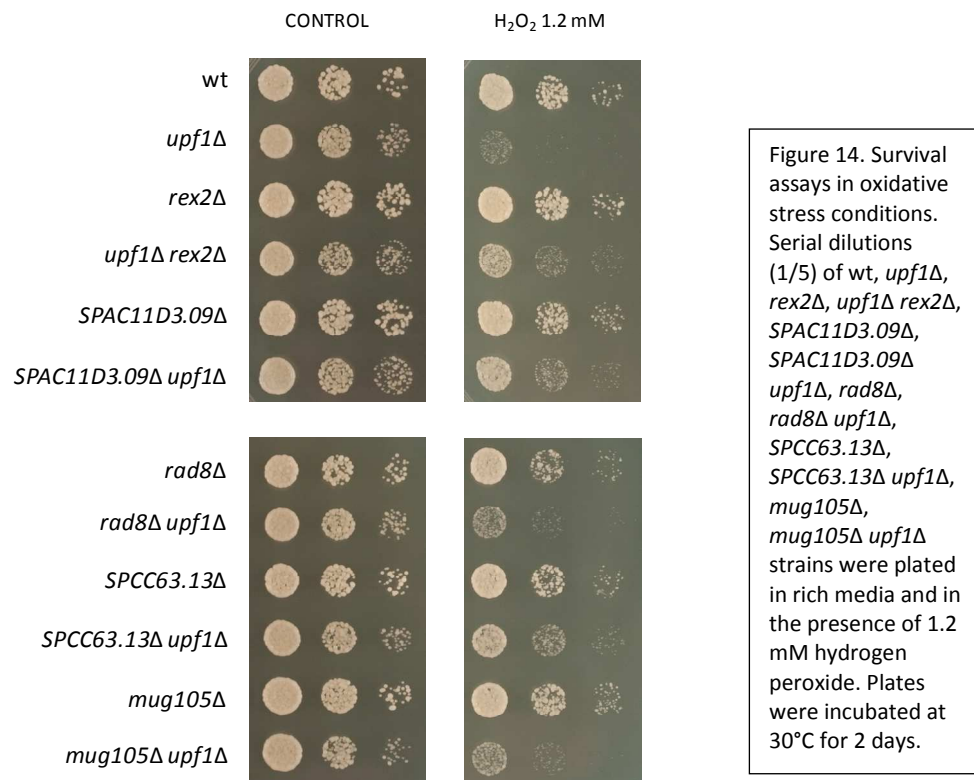 CONTROL
H₂O₂ 1.2 mM
wt
upf1Δ
rex2Δ
upf1Δ rex2Δ
SPAC11D3.09Δ
SPAC11D3.09Δ upf1Δ
rad8Δ
rad8Δ upf1Δ
SPCC63.13Δ
SPCC63.13Δ upf1Δ
mug105Δ
mug105Δ upf1Δ
Figure 14. Survival
assays in oxidative
stress conditions.
Serial dilutions
(1/5) of wt, upf1Δ,
rex2Δ, upf1Δ rex2Δ,
SPAC11D3.09Δ,
SPAC11D3.09Δ
upf1Δ, rad8Δ,
rad8Δ upf1Δ,
SPCC63.13Δ,
SPCC63.13Δ upf1Δ,
mug105Δ,
mug105Δ upf1Δ
strains were plated
in rich media and in
the presence of 1.2
mM hydrogen
peroxide. Plates
were incubated at
30°C for 2 days.